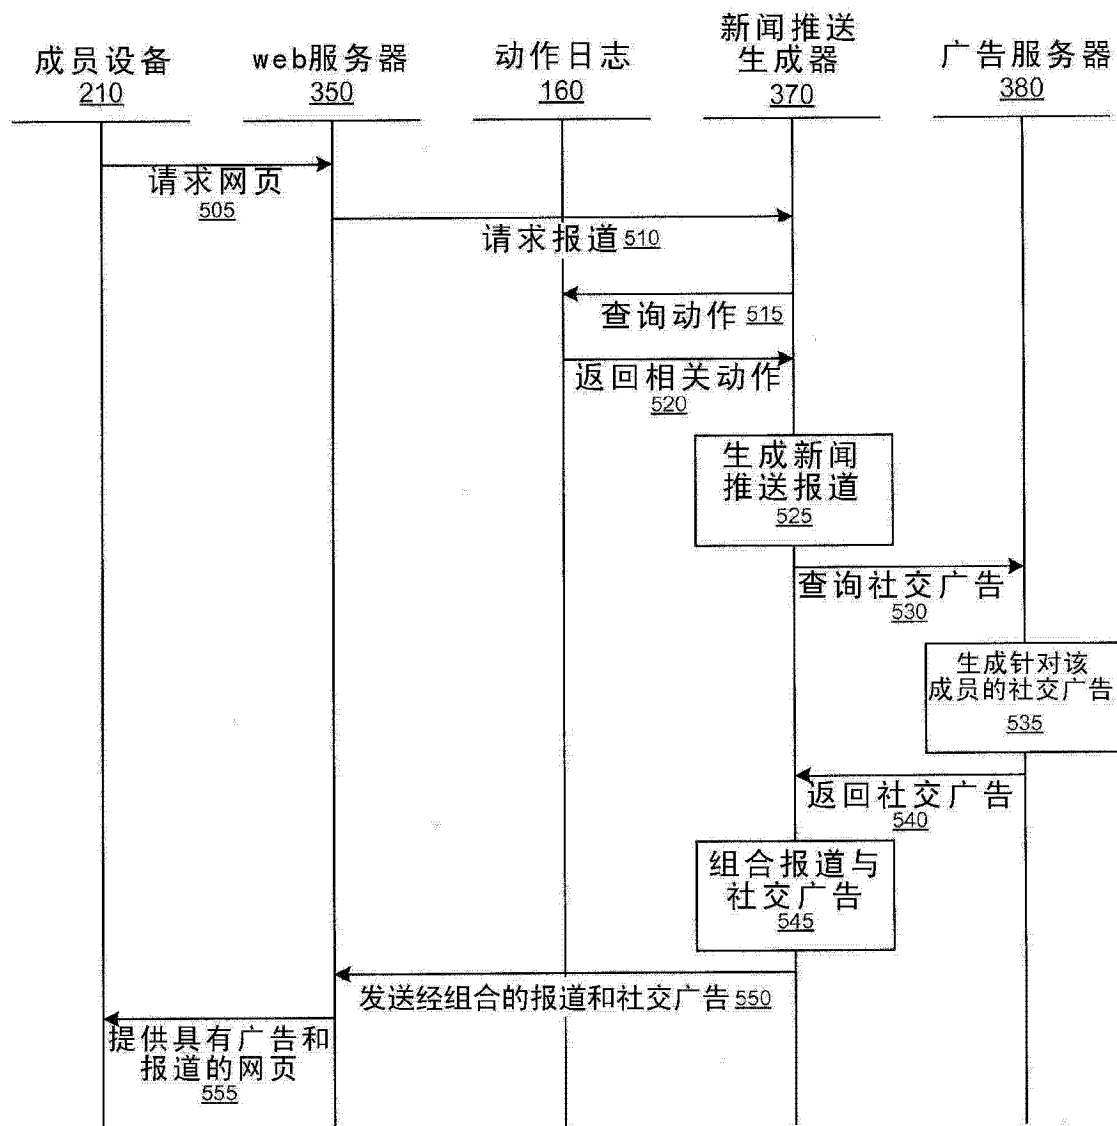 成员设备
210
web服务器
350
动作日志
160
新闻推送
生成器
370
广告服务器
380
请求网页
505
请求报道 510
查询动作 515
返回相关动作
520
生成新闻
推送报道
525
查询社交广告
530
生成针对该
成员的社交广告
535
返回社交广告
540
组合报道与
社交广告
545
发送经组合的报道和社交广告 550
提供具有广告和
报道的网页
555